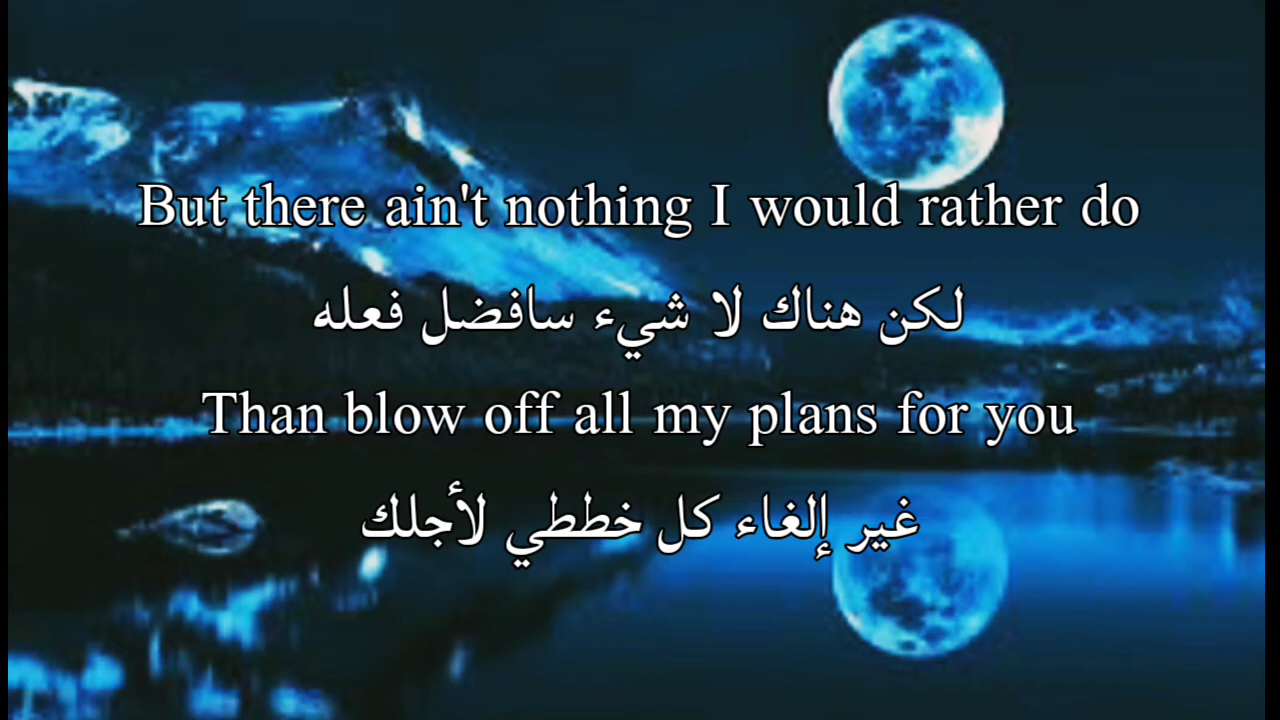 But there ain't nothing I would rather do
لكن هناك لا شيء سافضل فعله
Than blow off all my plans for you
غير إلغاء كل خططي لأجلك